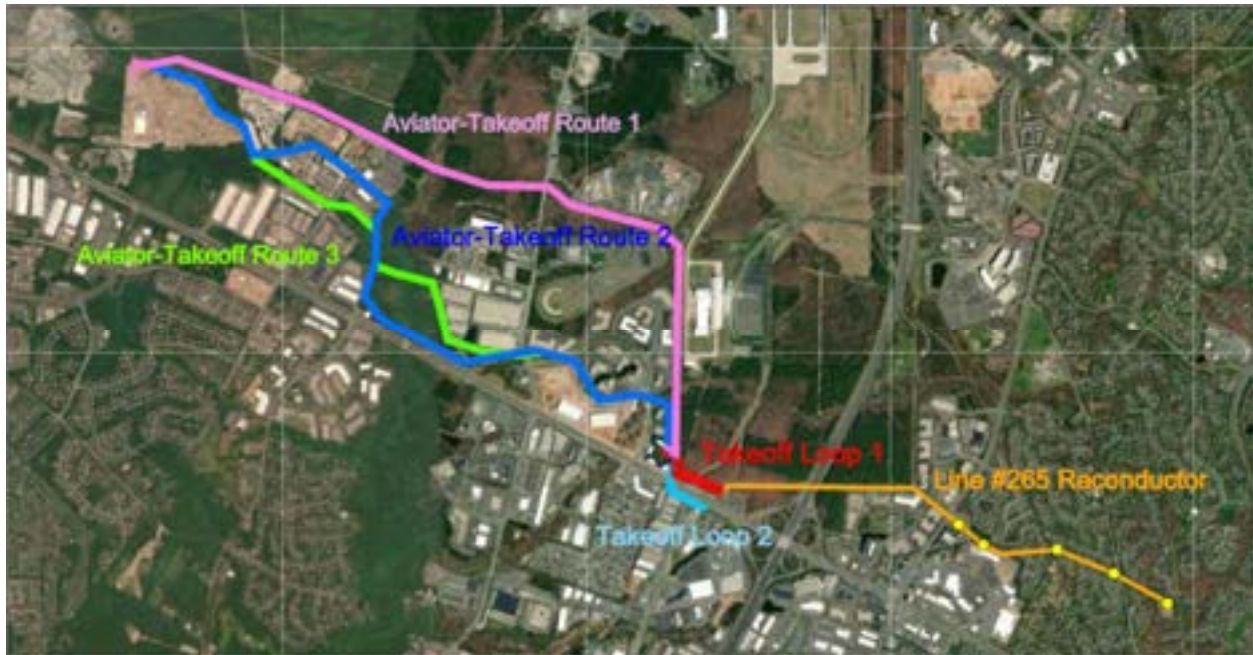 Aviator-Takeoff Route 1
Aviator-Takeoff Route 2
Aviator-Takeoff Route 3
Takeoff Loop 1
Line #265 Reconductor
Takeoff Loop 2